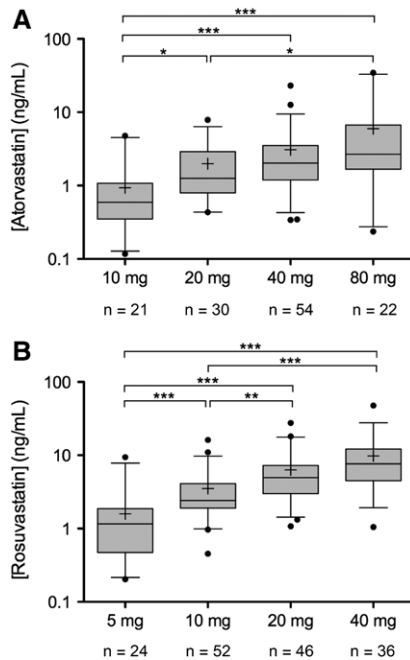 A
***
***
*
*
100
10
1
0.1
[Atorvastatin] (ng/mL)
10 mg 20 mg 40 mg 80 mg
n = 21 n = 30 n = 54 n = 22
B
***
***
***
***
**
100
10
1
0.1
[Rosuvastatin] (ng/mL)
5 mg 10 mg 20 mg 40 mg
n = 24 n = 52 n = 46 n = 36